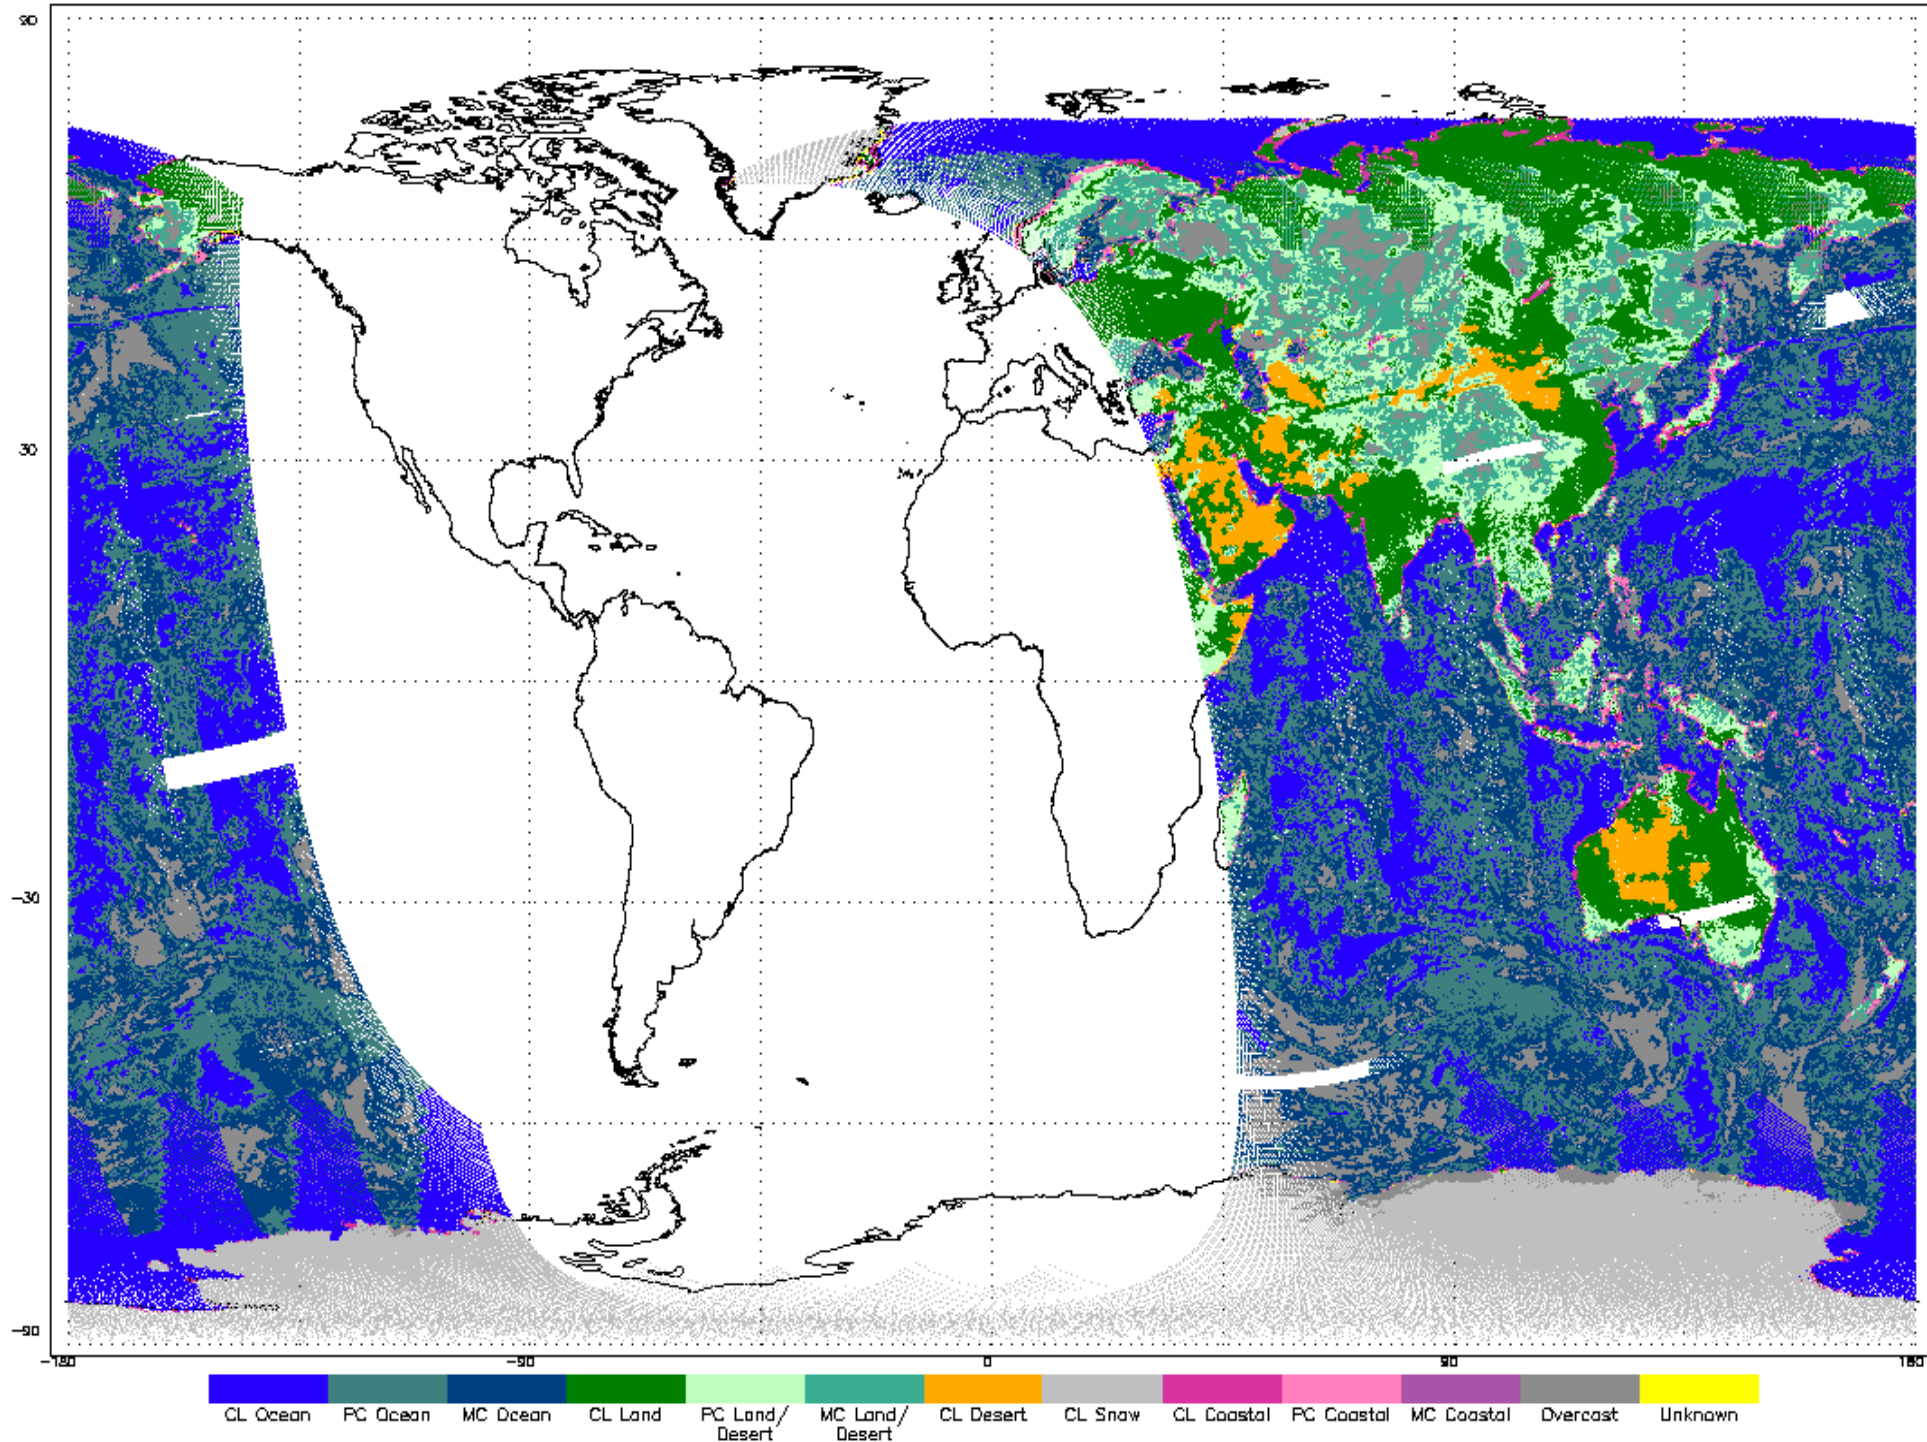 90
30
-30
-90
-180 -90 0 90 180
CL Ocean PC Ocean MC Ocean CL Land PC Land/ MC Land/ CL Desert CL Snow CL Coastal PC Coastal MC Coastal Overcast Unknown
Desert Desert